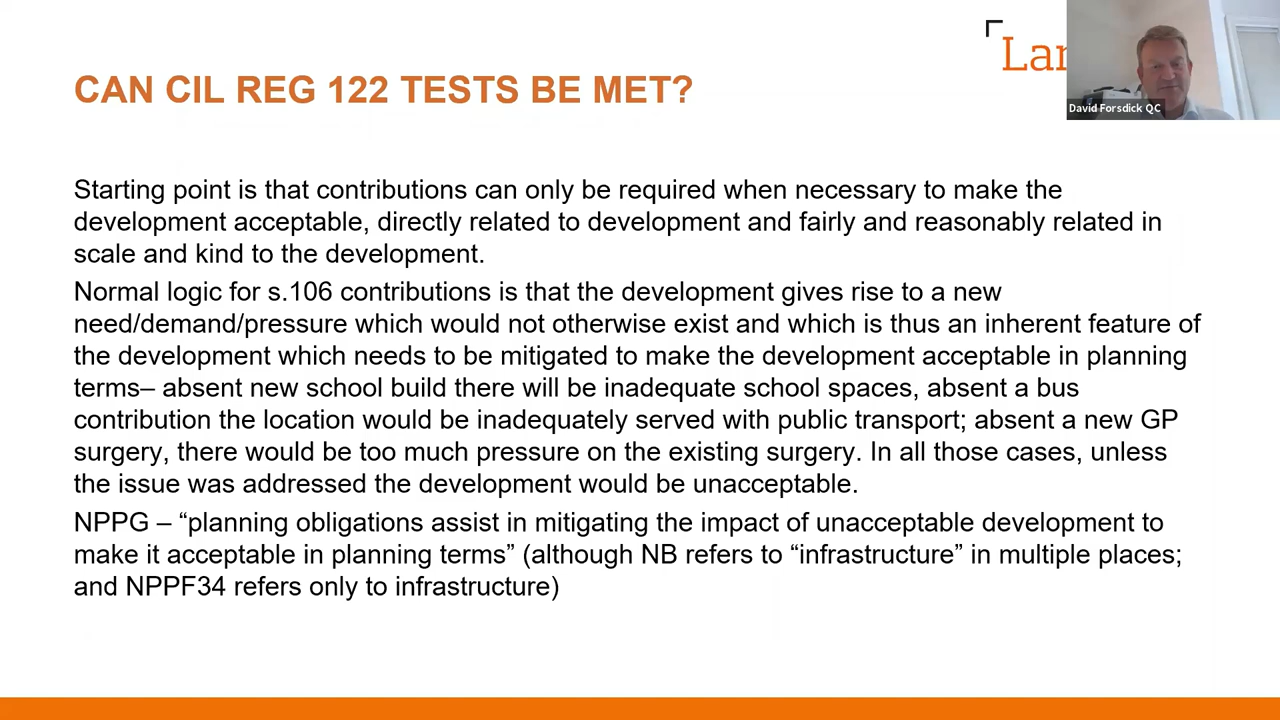 Lan
David Forsdick QC
CAN CIL REG 122 TESTS BE MET?
Starting point is that contributions can only be required when necessary to make the
development acceptable, directly related to development and fairly and reasonably related in
scale and kind to the development.
Normal logic for s.106 contributions is that the development gives rise to a new
need/demand/pressure which would not otherwise exist and which is thus an inherent feature of
the development which needs to be mitigated to make the development acceptable in planning
terms– absent new school build there will be inadequate school spaces, absent a bus
contribution the location would be inadequately served with public transport; absent a new GP
surgery, there would be too much pressure on the existing surgery. In all those cases, unless
the issue was addressed the development would be unacceptable.
NPPG – “planning obligations assist in mitigating the impact of unacceptable development to
make it acceptable in planning terms” (although NB refers to “infrastructure” in multiple places;
and NPPF34 refers only to infrastructure)